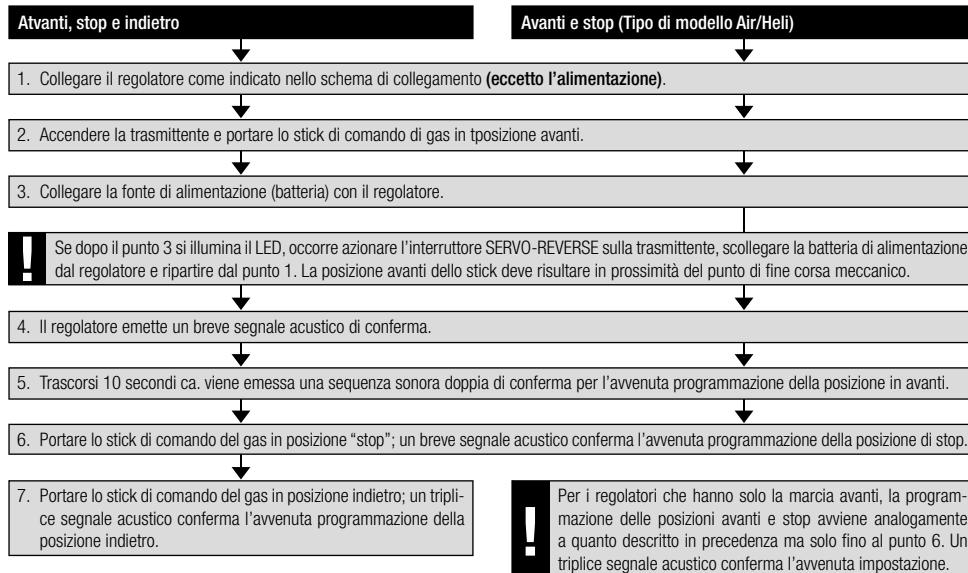 Atvanti, stop e indietro
Avanti e stop (Tipo di modello Air/Heli)
1. Collegare il regolatore come indicato nello schema di collegamento (eccetto l'alimentazione).
2. Accendere la trasmittente e portare lo stick di comando di gas in tposizione avanti.
3. Collegare la fonte di alimentazione (batteria) con il regolatore.
! Se dopo il punto 3 si illumina il LED, occorre azionare l'interruttore SERVO-REVERSE sulla trasmittente, scollegare la batteria di alimentazione
dal regolatore e ripartire dal punto 1. La posizione avanti dello stick deve risultare in prossimità del punto di fine corsa meccanico.
4. Il regolatore emette un breve segnale acustico di conferma.
5. Trascorsi 10 secondi ca. viene emessa una sequenza sonora doppia di conferma per l'avvenuta programmazione della posizione in avanti.
6. Portare lo stick di comando del gas in posizione "stop"; un breve segnale acustico conferma l'avvenuta programmazione della posizione di stop.
7. Portare lo stick di comando del gas in posizione indietro; un tripli-
ce segnale acustico conferma l'avvenuta programmazione della
posizione indietro.
! Per i regolatori che hanno solo la marcia avanti, la program-
mazione delle posizioni avanti e stop avviene analogamente
a quanto descritto in precedenza ma solo fino al punto 6. Un
triplice segnale acustico conferma l'avvenuta impostazione.